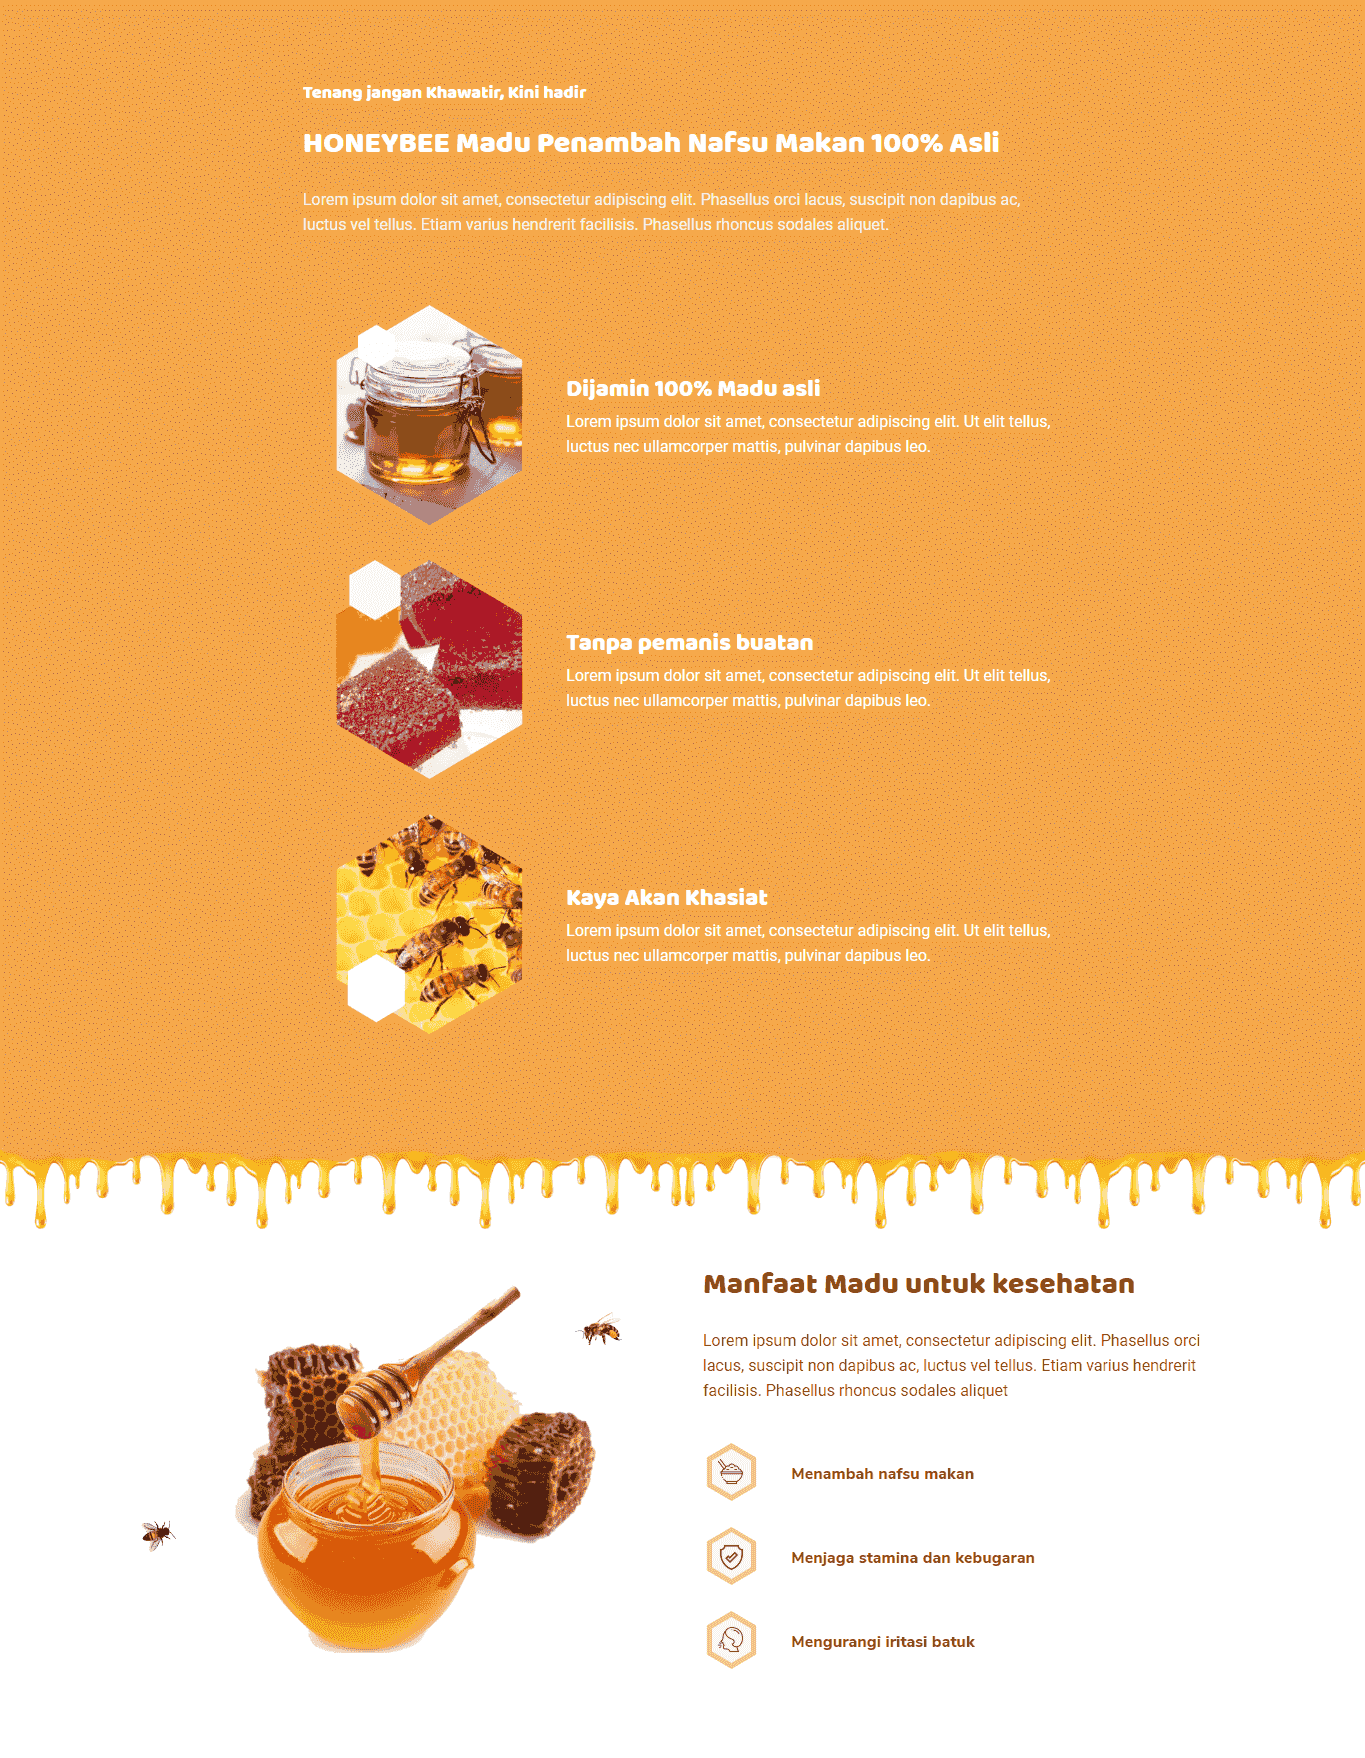 Tenang jangan Khawatir, Kini hadir
HONEYBEE Madu Penambah Nafsu Makan 100% Asli
Lorem ipsum dolor sit amet, consectetur adipiscing elit. Phasellus orci lacus, suscipit non dapibus ac,
luctus vel tellus. Etiam varius hendrerit facilisis. Phasellus rhoncus sodales aliquet.
Dijamin 100% Madu asli
Lorem ipsum dolor sit amet, consectetur adipiscing elit. Ut elit tellus,
luctus nec ullamcorper mattis, pulvinar dapibus leo.
Tanpa pemanis buatan
Lorem ipsum dolor sit amet, consectetur adipiscing elit. Ut elit tellus,
luctus nec ullamcorper mattis, pulvinar dapibus leo.
Kaya Akan Khasiat
Lorem ipsum dolor sit amet, consectetur adipiscing elit. Ut elit tellus,
luctus nec ullamcorper mattis, pulvinar dapibus leo.
Manfaat Madu untuk kesehatan
Lorem ipsum dolor sit amet, consectetur adipiscing elit. Phasellus orci
lacus, suscipit non dapibus ac, luctus vel tellus. Etiam varius hendrerit
facilisis. Phasellus rhoncus sodales aliquet
Menambah nafsu makan
Menjaga stamina dan kebugaran
Mengurangi iritasi batuk